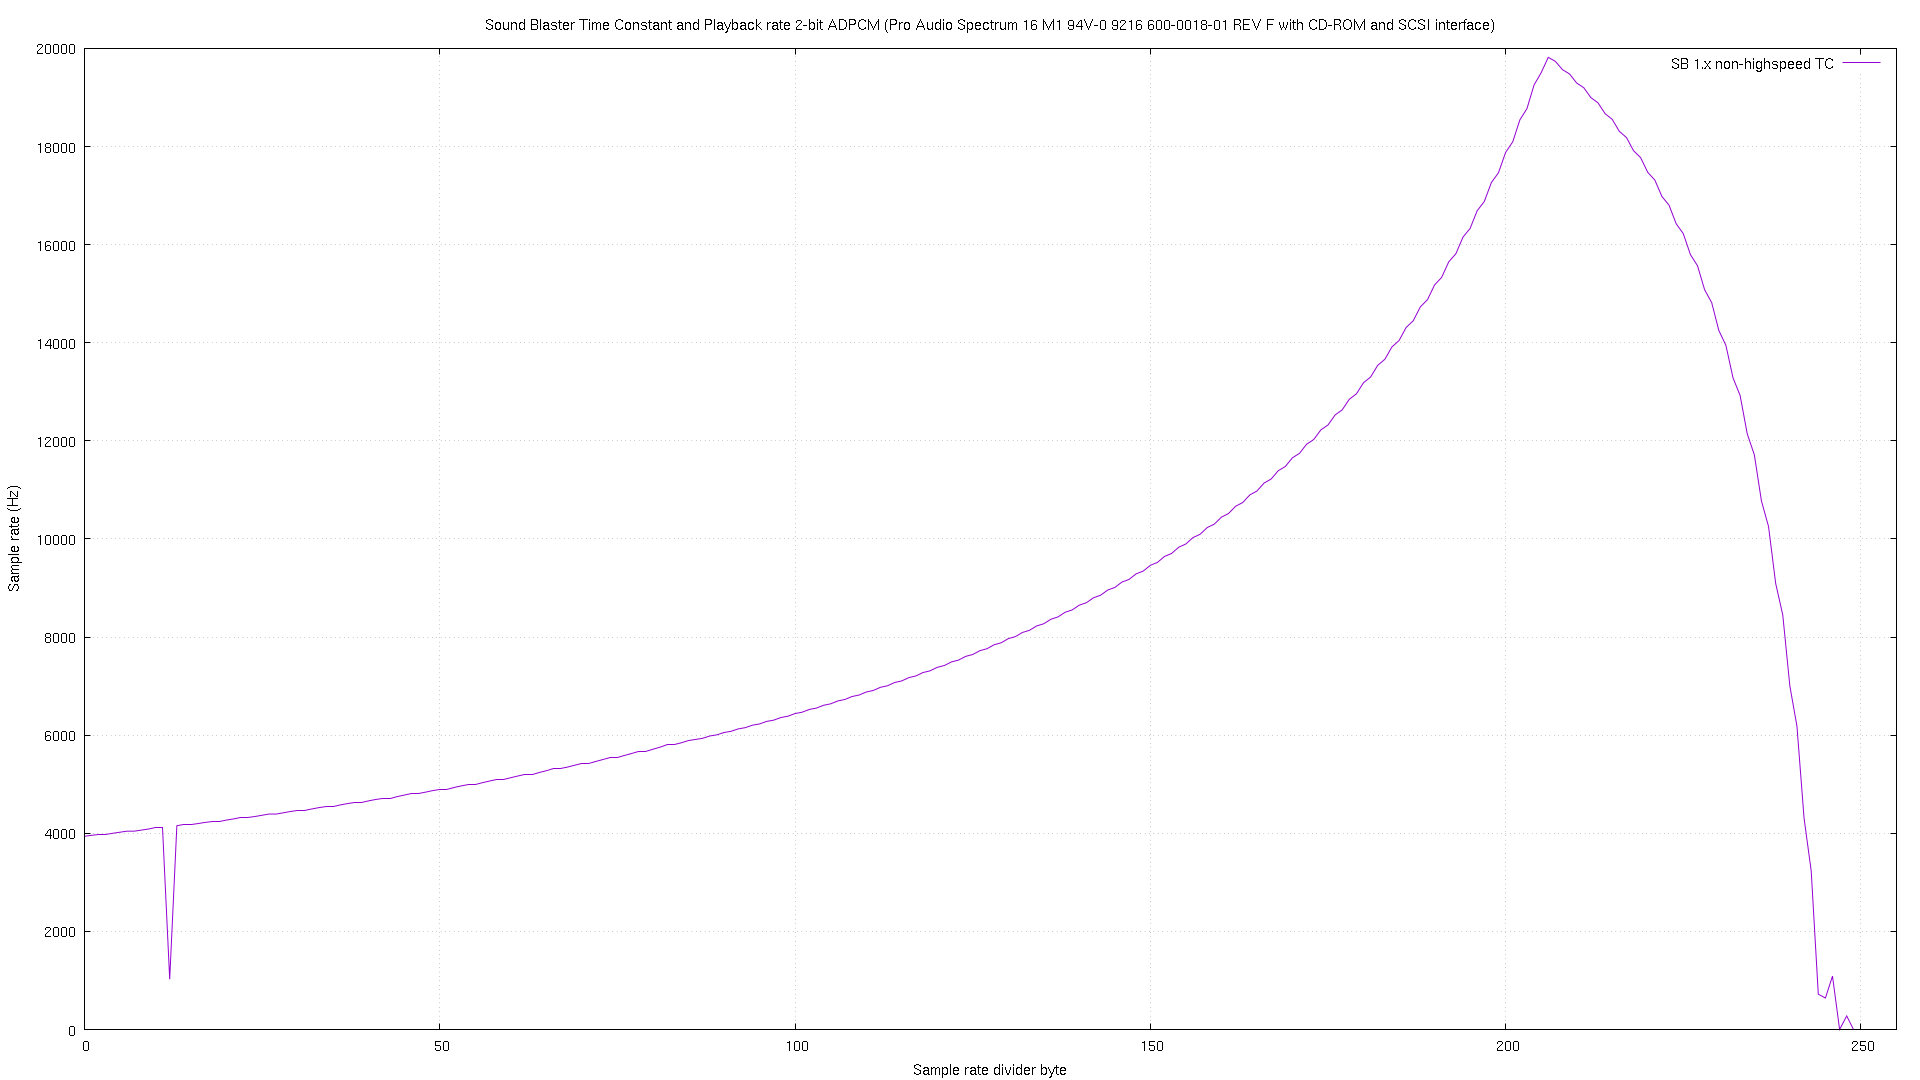 Sound Blaster Time Constant and Playback rate 2-bit ADPCM (Pro Audio Spectrum 16 M1 94V-0 9216 600-0018-01 REV F with CD-ROM and SCSI interface)
SB 1.x non-highspeed TC
20000
18000
16000
14000
12000
10000
8000
6000
4000
2000
0
Sample rate (Hz)
0 50 100 150 200 250
Sample rate divider byte